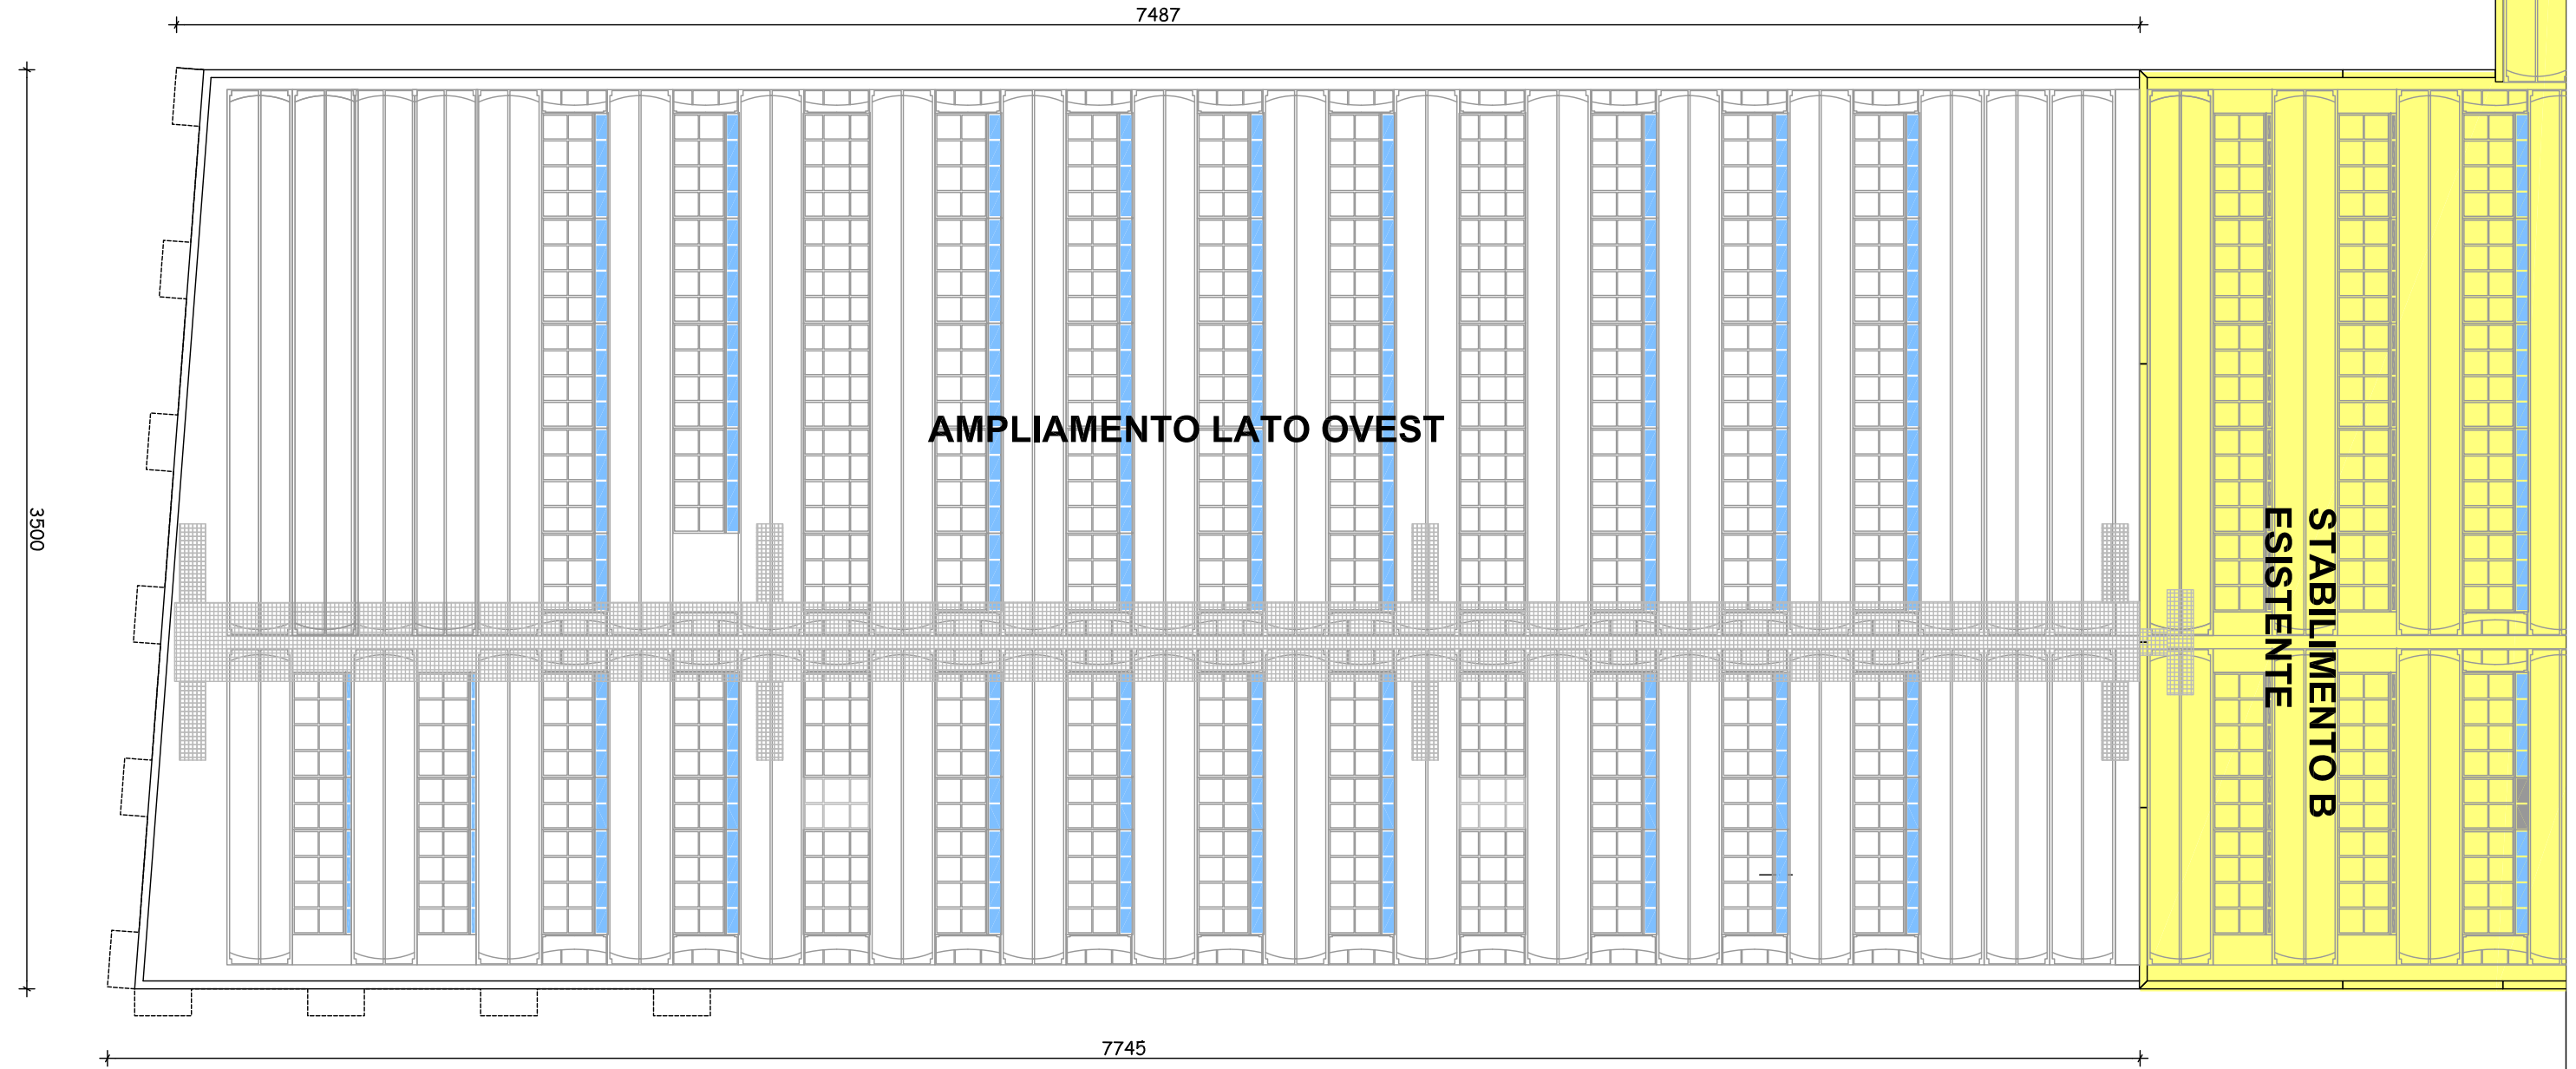 7487
3500
AMPLIAMENTO LATO OVEST
STABILIMENTO B
ESISTENTE
7745